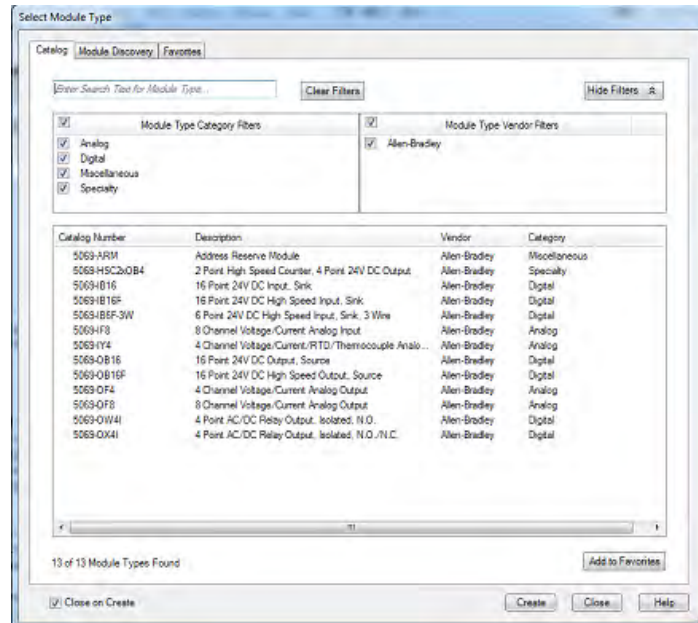 Select Module Type
Catalog Module Discovery Favorites
Enter Search Text for Module Type...
Clear Filters
Hide Filters
Module Type Category Filters
Module Type Vendor Filters
Analog
Allen-Bradley
Digital
Miscellaneous
Specialty
Catalog Number Description Vendor Category
5069-ARM Address Reserve Module Allen-Bradley Miscellaneous
5069-HSC2xOB4 2 Point High Speed Counter, 4 Point 24V DC Output Allen-Bradley Specialty
5069-IB16 16 Point 24V DC Input, Sink Allen-Bradley Digital
5069-IB16F 16 Point 24V DC High Speed Input, Sink Allen-Bradley Digital
5069-IB6F-3W 6 Point 24V DC High Speed Input, Sink, 3 Wire Allen-Bradley Digital
5069-IF8 8 Channel Voltage/Current Analog Input Allen-Bradley Analog
5069-IY4 4 Channel Voltage/Current/RTD/Thermocouple Analo... Allen-Bradley Analog
5069-OB16 16 Point 24V DC Output, Source Allen-Bradley Digital
5069-OB16F 16 Point 24V DC High Speed Output, Source Allen-Bradley Digital
5069-OF4 4 Channel Voltage/Current Analog Output Allen-Bradley Analog
5069-OF8 8 Channel Voltage/Current Analog Output Allen-Bradley Analog
5069-OW4I 4 Point AC/DC Relay Output, Isolated, N.O. Allen-Bradley Digital
5069-OX4I 4 Point AC/DC Relay Output, Isolated, N.O./N.C. Allen-Bradley Digital
13 of 13 Module Types Found
Add to Favorites
Close on Create
Create Close Help